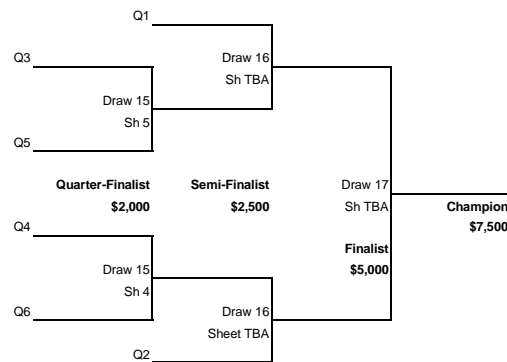 Q1
Q3
Draw 16
Sh TBA
Draw 15
Sh 5
Q5
Quarter-Finalist
$2,000
Semi-Finalist
$2,500
Draw 17
Sh TBA
Champion
$7,500
Q4
Finalist
$5,000
Draw 15
Sh 4
Q6
Draw 16
Sheet TBA
Q2